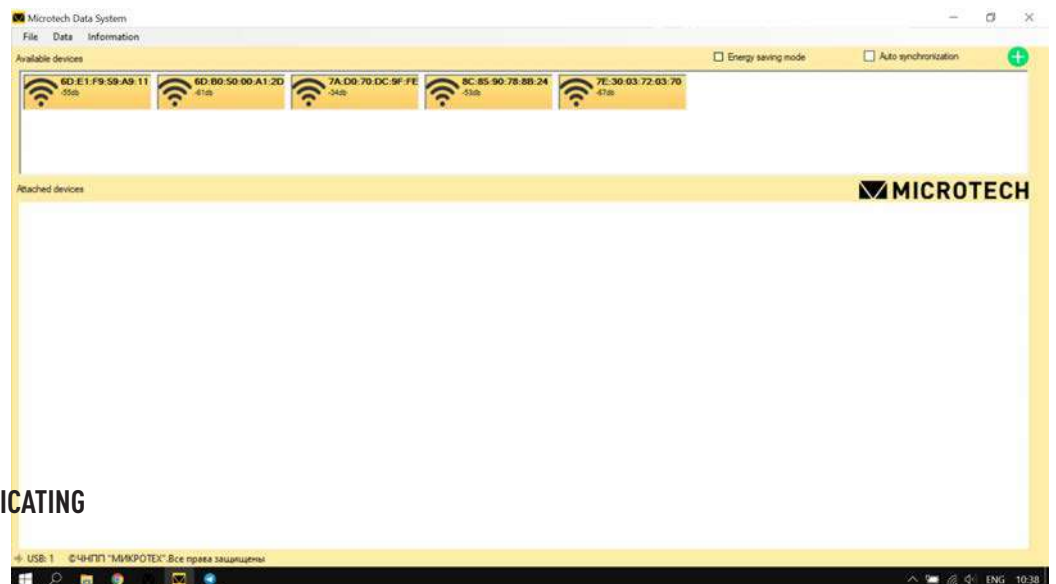 Microtech Data System
File Data Information
Available devices
Energy saving mode
Auto synchronization
6D:E1:F9:59:A9:11
-55db
6D:B0:50:00:A1:2D
-61db
7A:D0:70:DC:9F:FE
-34db
8C:85:90:78:8B:24
-53db
7E:30:03:72:03:70
-67db
Attached devices
MICROTECH
ICATING
USB: 1 ©ЧНПП "МИКРОТЕХ".Все права защищены
ENG 10:38